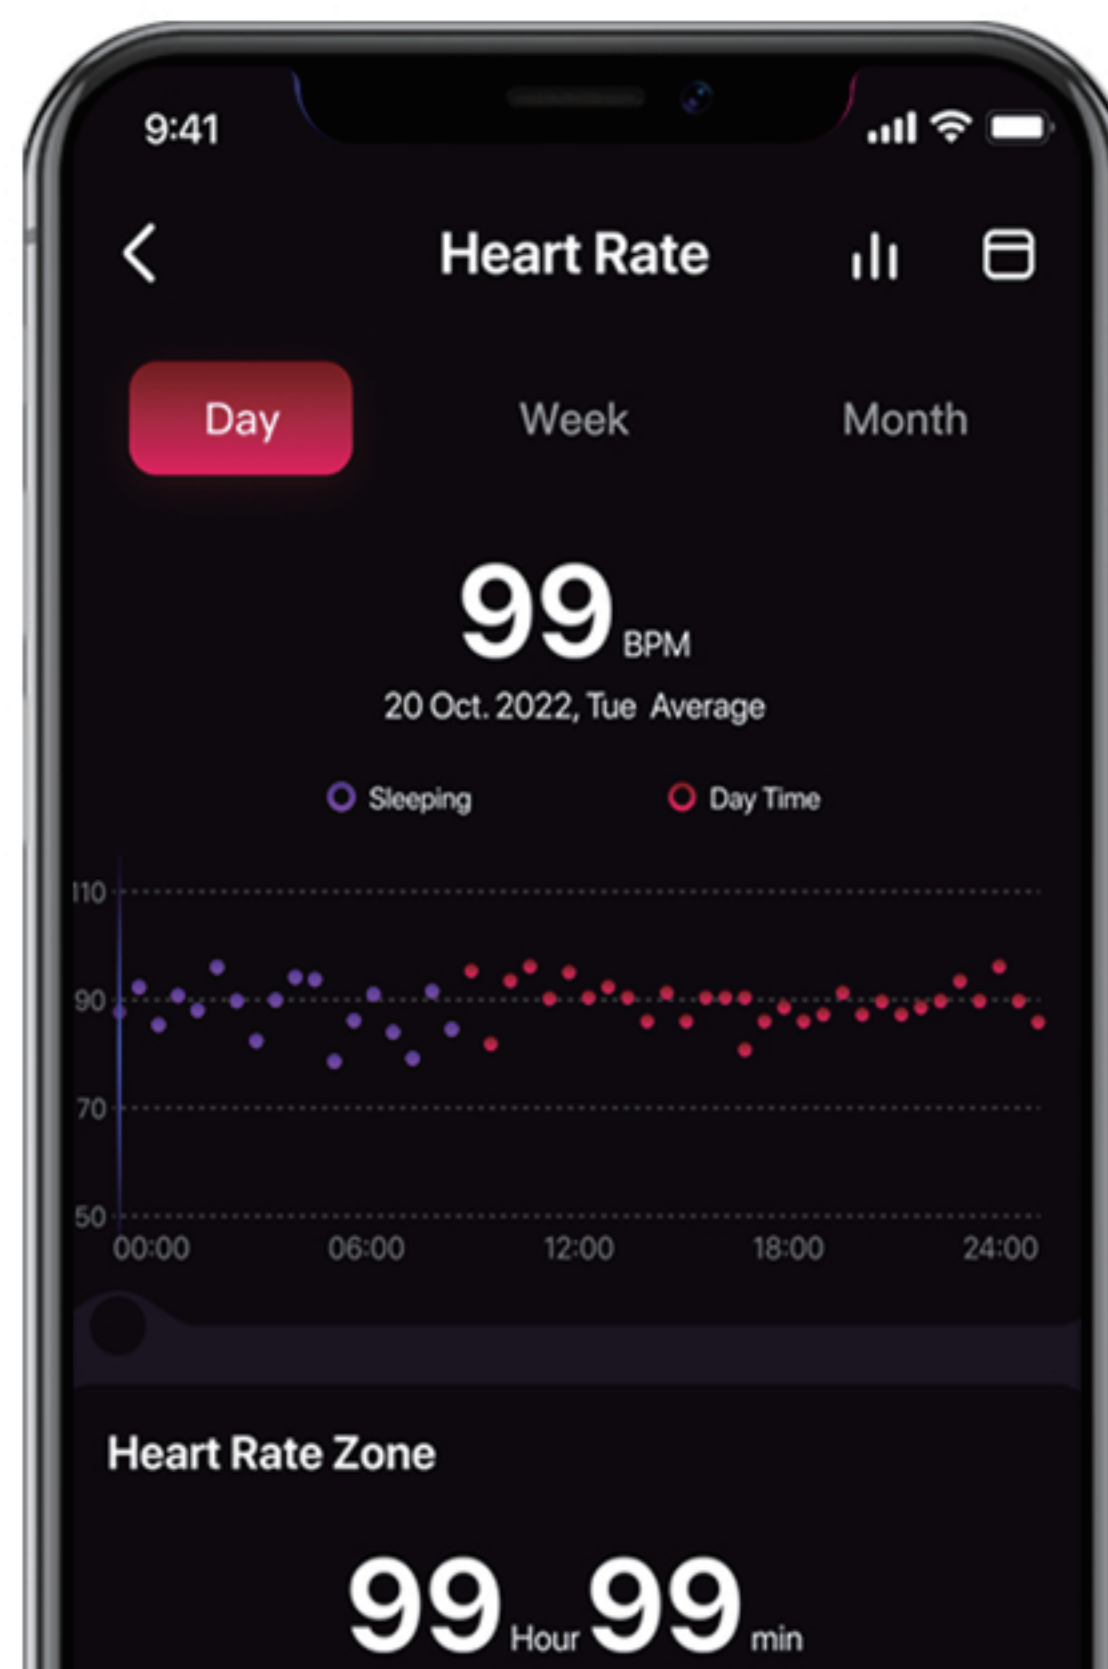 9:41
Heart Rate
Day Week Month
99 BPM
20 Oct. 2022, Tue Average
Sleeping Day Time
110
90
70
50
00:00 06:00 12:00 18:00 24:00
Heart Rate Zone
99 Hour 99 min